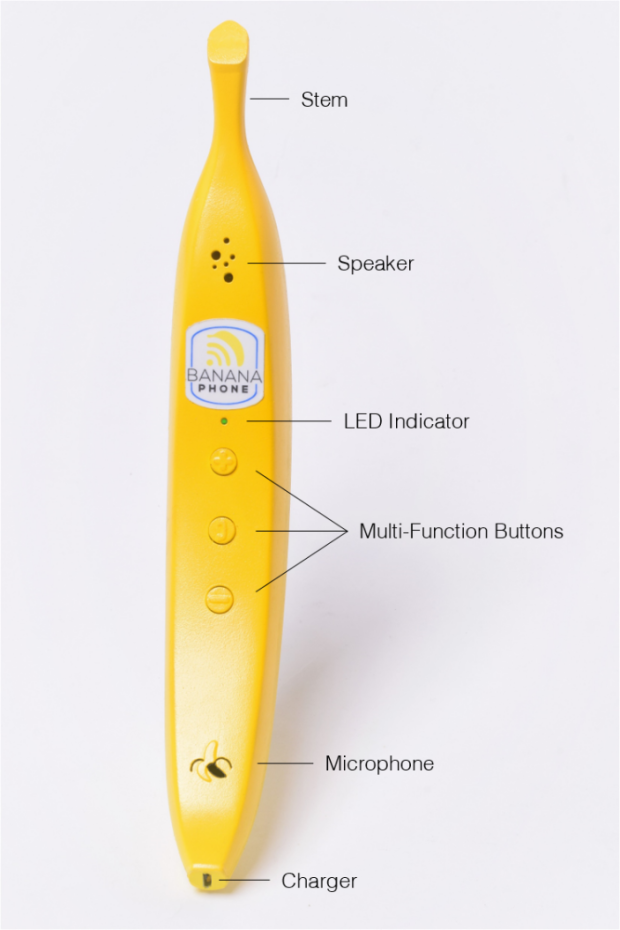 Stem
Speaker
BANANA
PHONE
LED Indicator
Multi-Function Buttons
Microphone
Charger